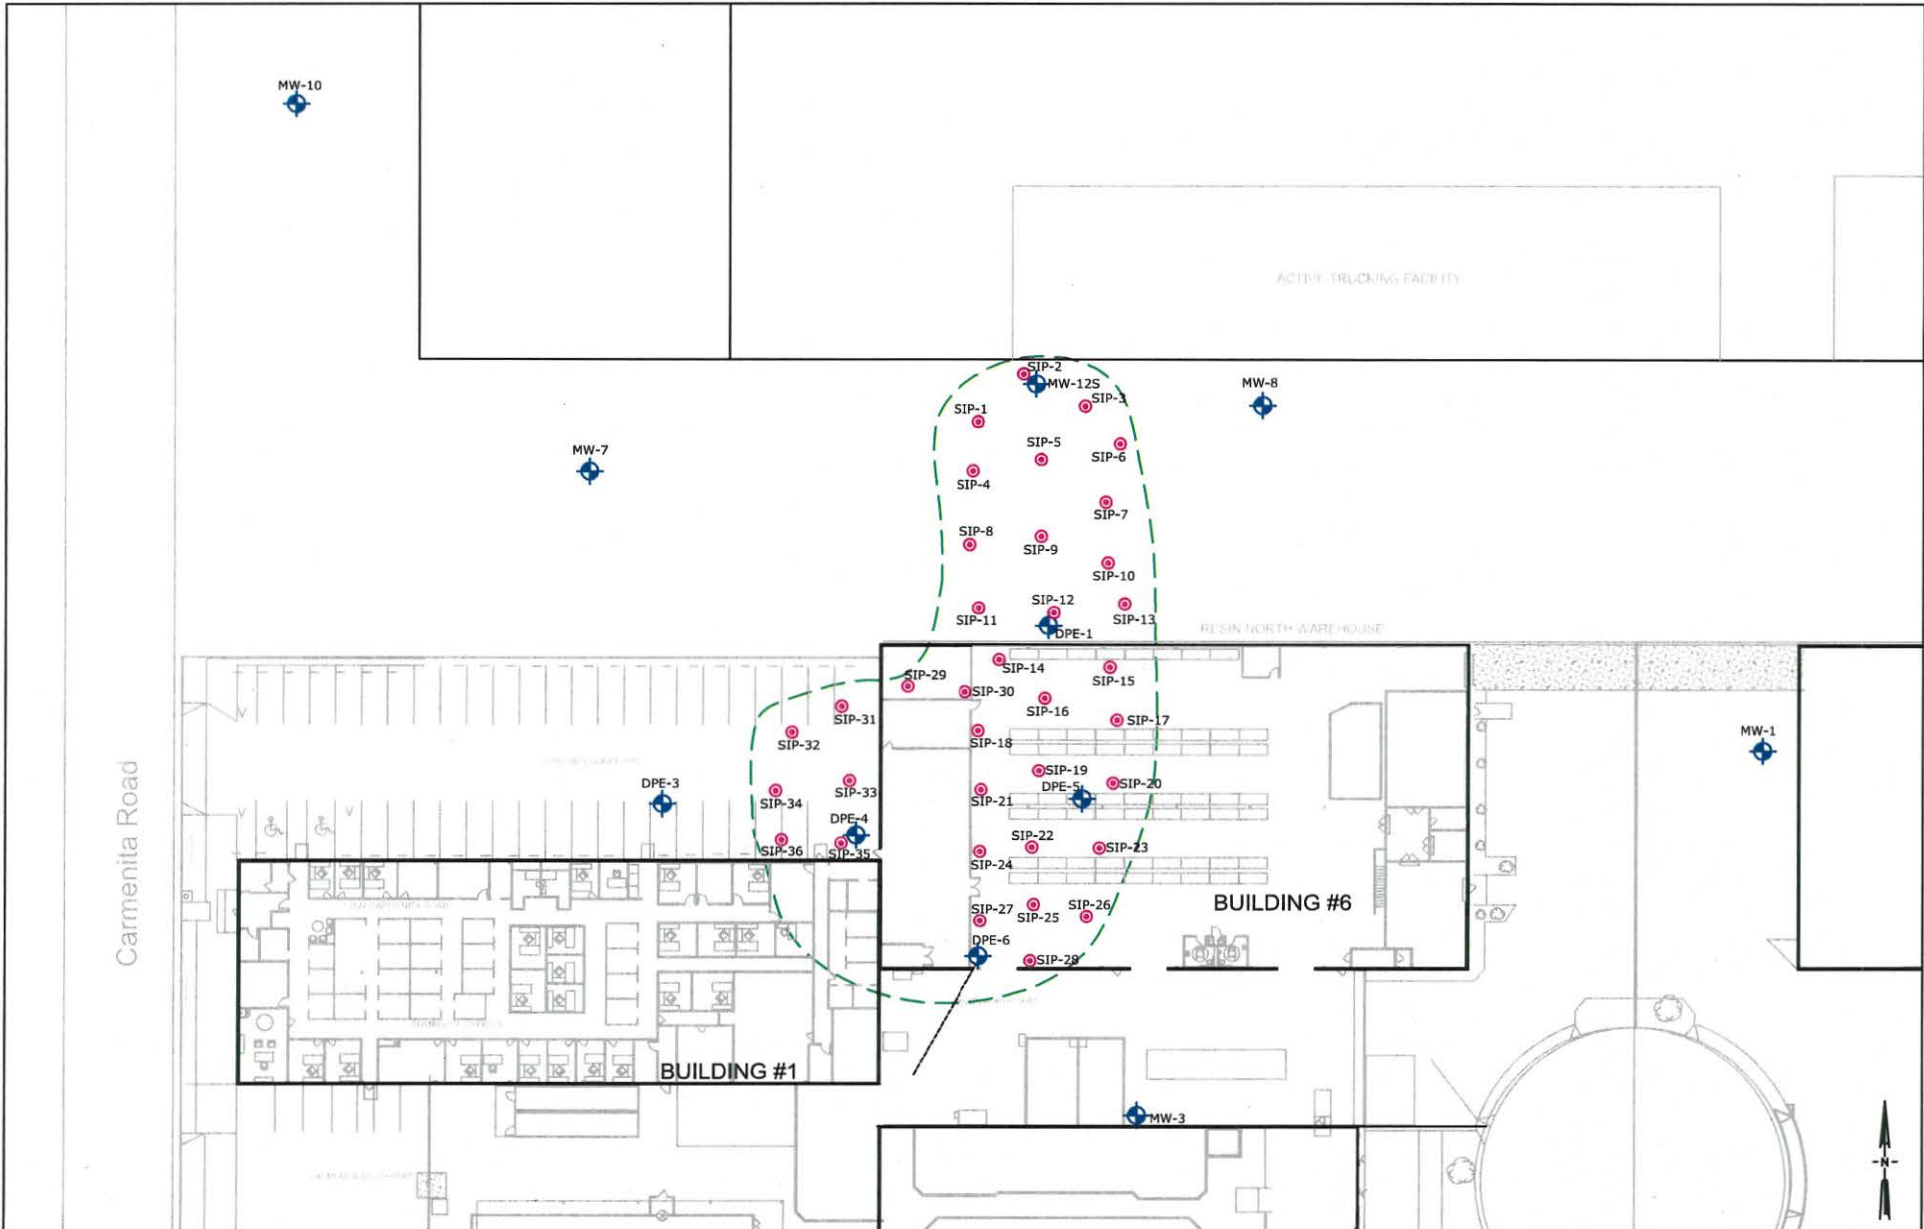 MW-10
ACTIVE TRUCKING FACILITY
SIP-2
MW-12S
MW-8
SIP-3
SIP-1
SIP-5
SIP-6
MW-7
SIP-4
SIP-7
SIP-8
SIP-9
SIP-10
SIP-12
SIP-11
SIP-13
DPE-1
RESIN NORTH WAREHOUSE
SIP-14
SIP-29
SIP-15
SIP-30
SIP-16
SIP-31
SIP-17
SIP-32
SIP-18
MW-1
SIP-19
DPE-3
SIP-33
DPE-5
SIP-20
SIP-34
SIP-21
DPE-4
SIP-22
SIP-36
SIP-35
SIP-23
SIP-24
Carmenita Road
BUILDING #6
SIP-27
SIP-25
SIP-26
DPE-6
SIP-28
BUILDING #1
MW-3
-N-